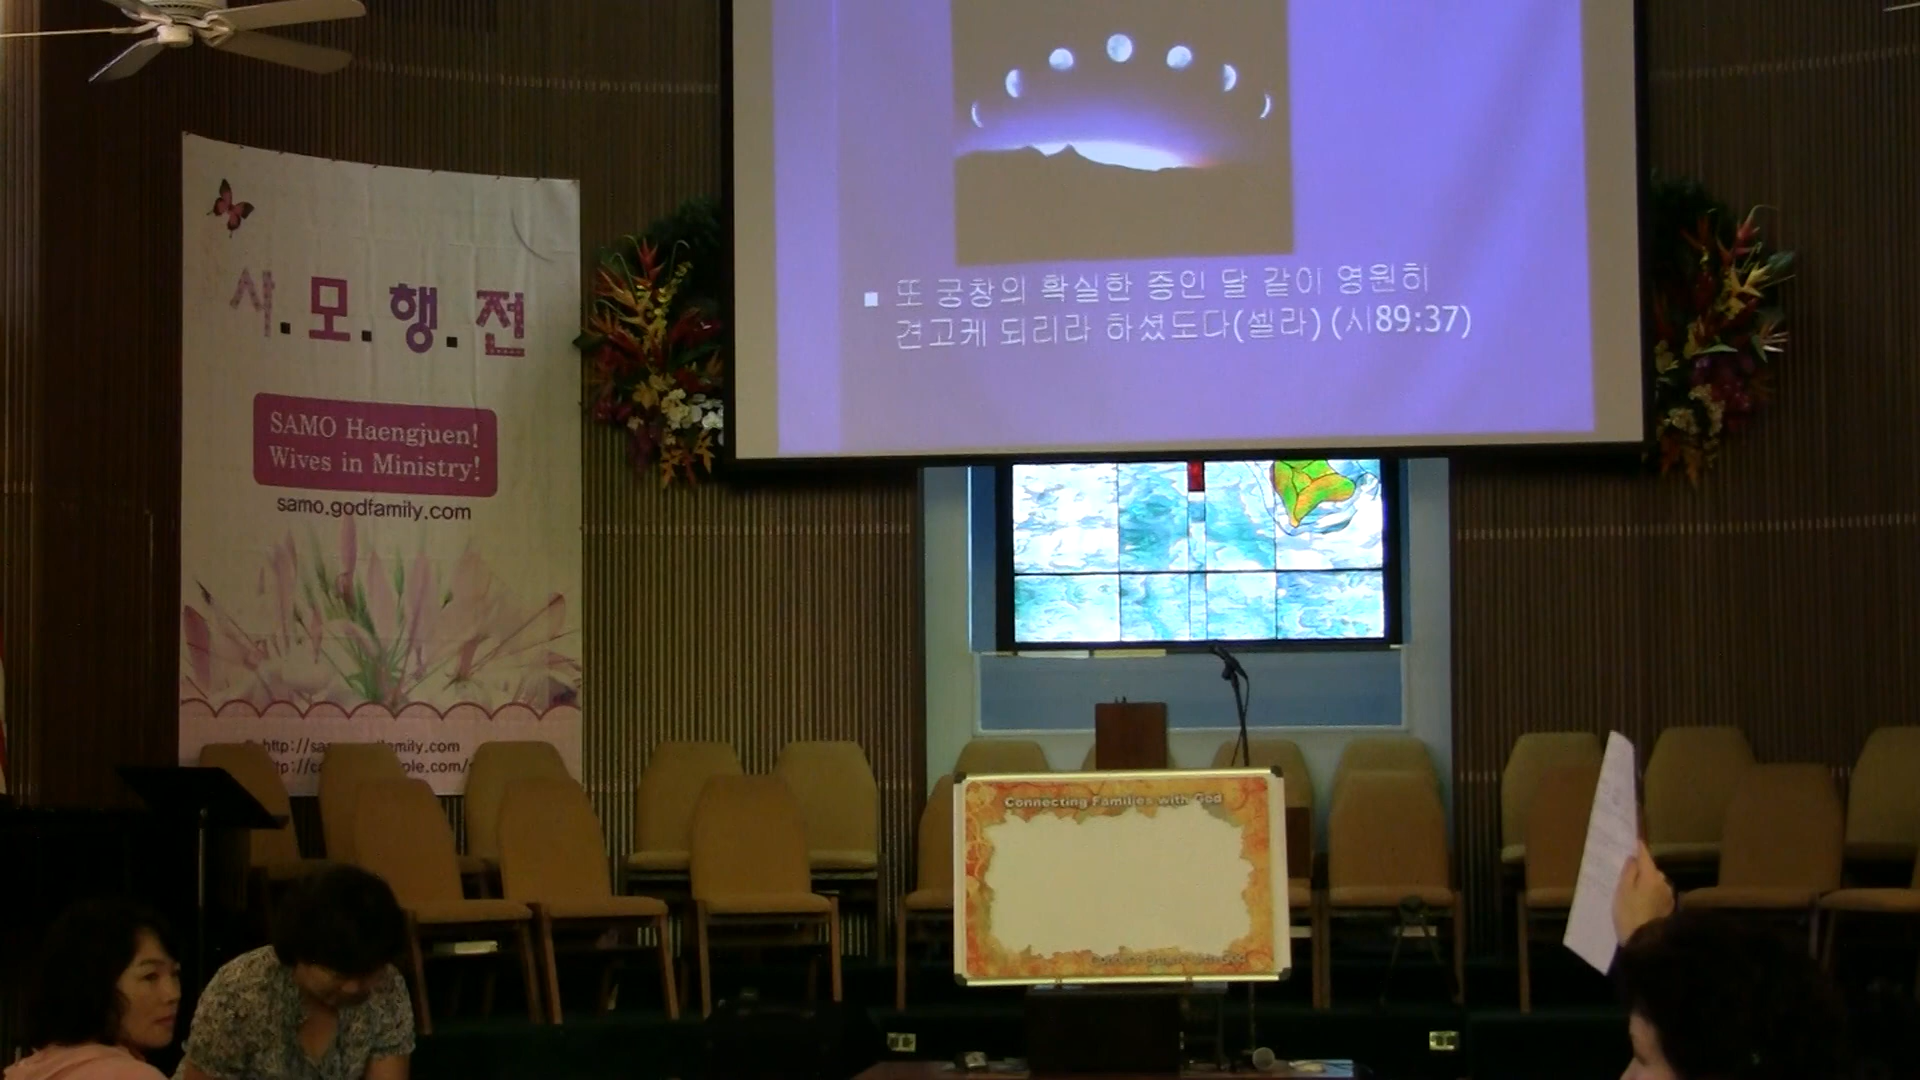 사.모.행.전
SAMO Haengjuen!
Wives in Ministry!
samo.godfamily.com
또 궁창의 확실한 증인 달 같이 영원히
견고케 되리라 하셨도다(셀라) (시89:37)
Connecting Families with God